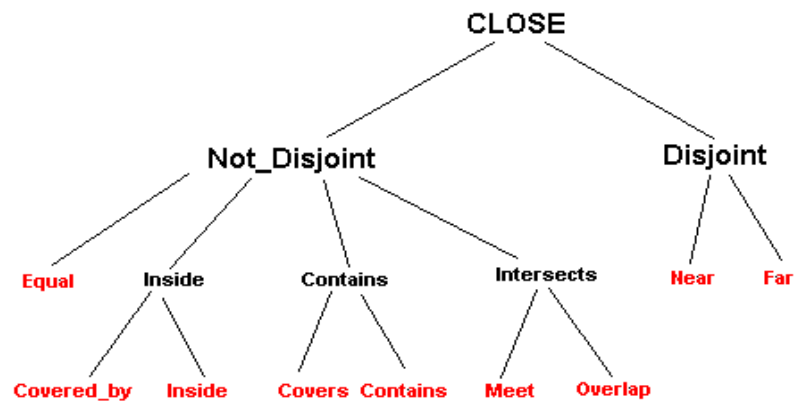 CLOSE
Not_Disjoint Disjoint
Equal Inside Contains Intersects Near Far
Covered_by Inside Covers Contains Meet Overlap